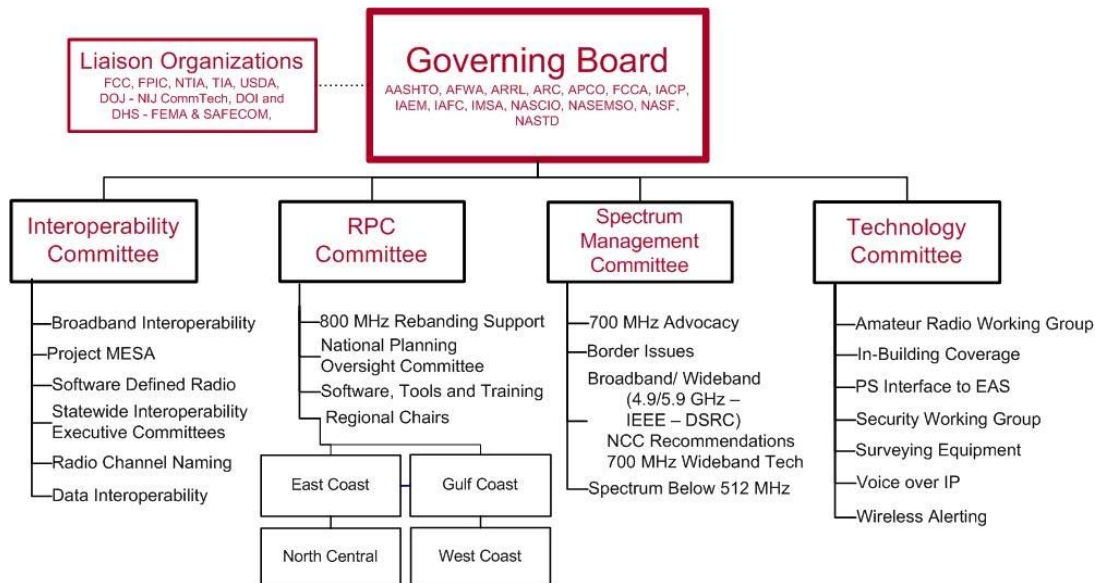 Liaison Organizations
FCC, FPIC, NTIA, TIA, USDA,
DOJ - NIJ CommTech, DOI and
DHS - FEMA & SAFECOM,
Governing Board
AASHTO, AFWA, ARRL, ARC, APCO, FCCA, IACP,
IAEM, IAFC, IMSA, NASCIO, NASEMSO, NASF,
NASTD
Interoperability
Committee
Broadband Interoperability
Project MESA
Software Defined Radio
Statewide Interoperability
Executive Committees
Radio Channel Naming
Data Interoperability
RPC
Committee
800 MHz Rebanding Support
National Planning
Oversight Committee
Software, Tools and Training
Regional Chairs
East Coast
Gulf Coast
North Central
West Coast
Spectrum
Management
Committee
700 MHz Advocacy
Border Issues
Broadband/ Wideband
(4.9/5.9 GHz –
IEEE – DSRC)
NCC Recommendations
700 MHz Wideband Tech
Spectrum Below 512 MHz
Technology
Committee
Amateur Radio Working Group
In-Building Coverage
PS Interface to EAS
Security Working Group
Surveying Equipment
Voice over IP
Wireless Alerting